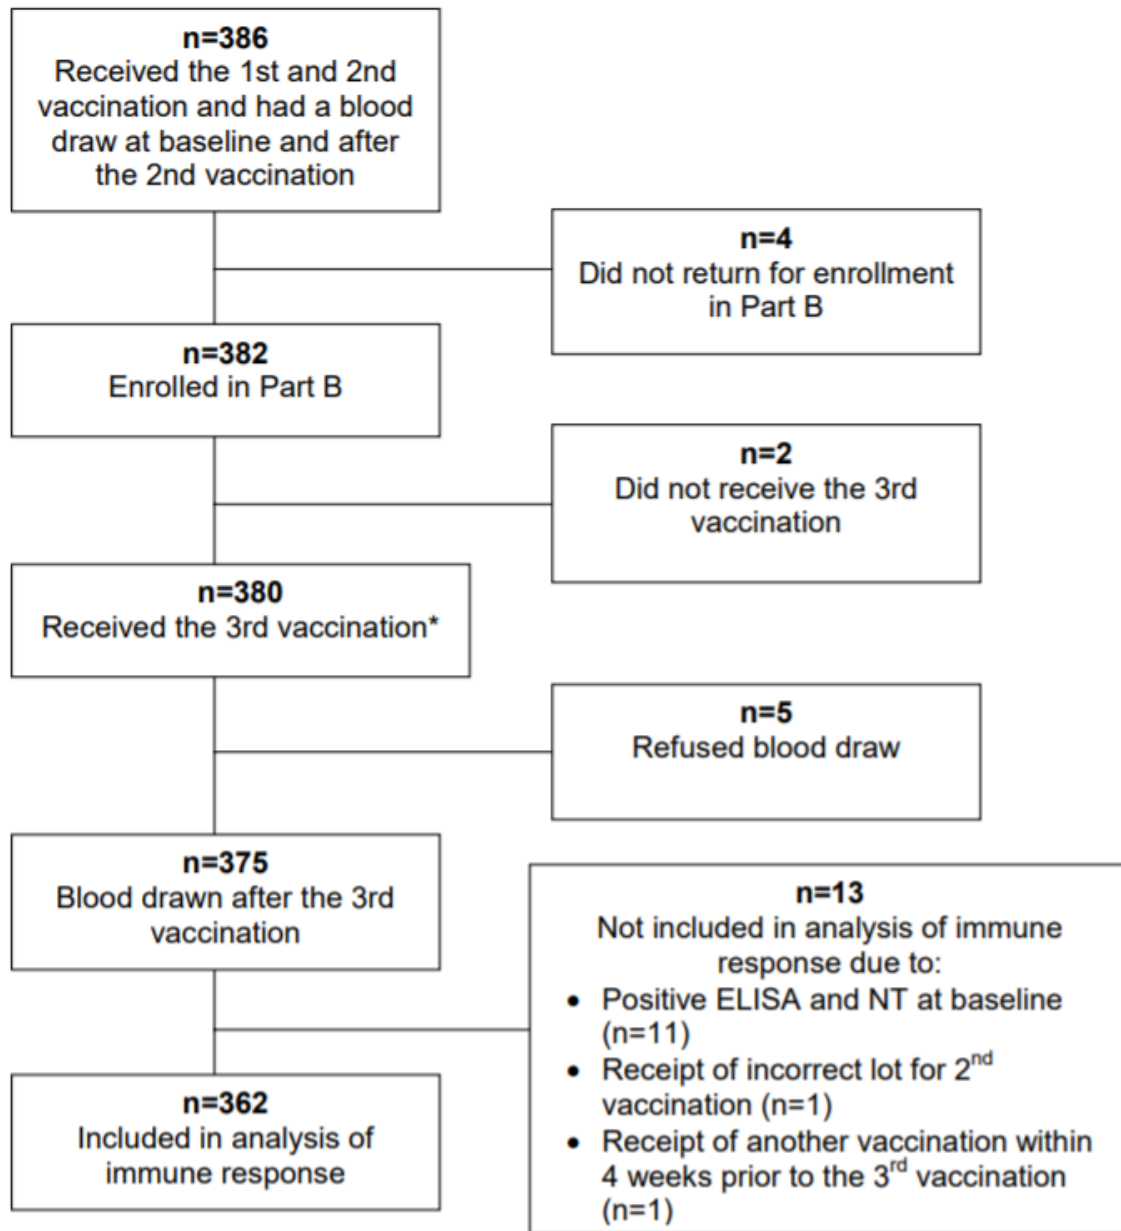 n=386
Received the 1st and 2nd
vaccination and had a blood
draw at baseline and after
the 2nd vaccination
n=4
Did not return for enrollment
in Part B
n=382
Enrolled in Part B
n=2
Did not receive the 3rd
vaccination
n=380
Received the 3rd vaccination*
n=5
Refused blood draw
n=375
Blood drawn after the 3rd
vaccination
n=13
Not included in analysis of immune
response due to:
• Positive ELISA and NT at baseline
(n=11)
• Receipt of incorrect lot for 2nd
vaccination (n=1)
• Receipt of another vaccination within
4 weeks prior to the 3rd vaccination
(n=1)
n=362
Included in analysis of
immune response